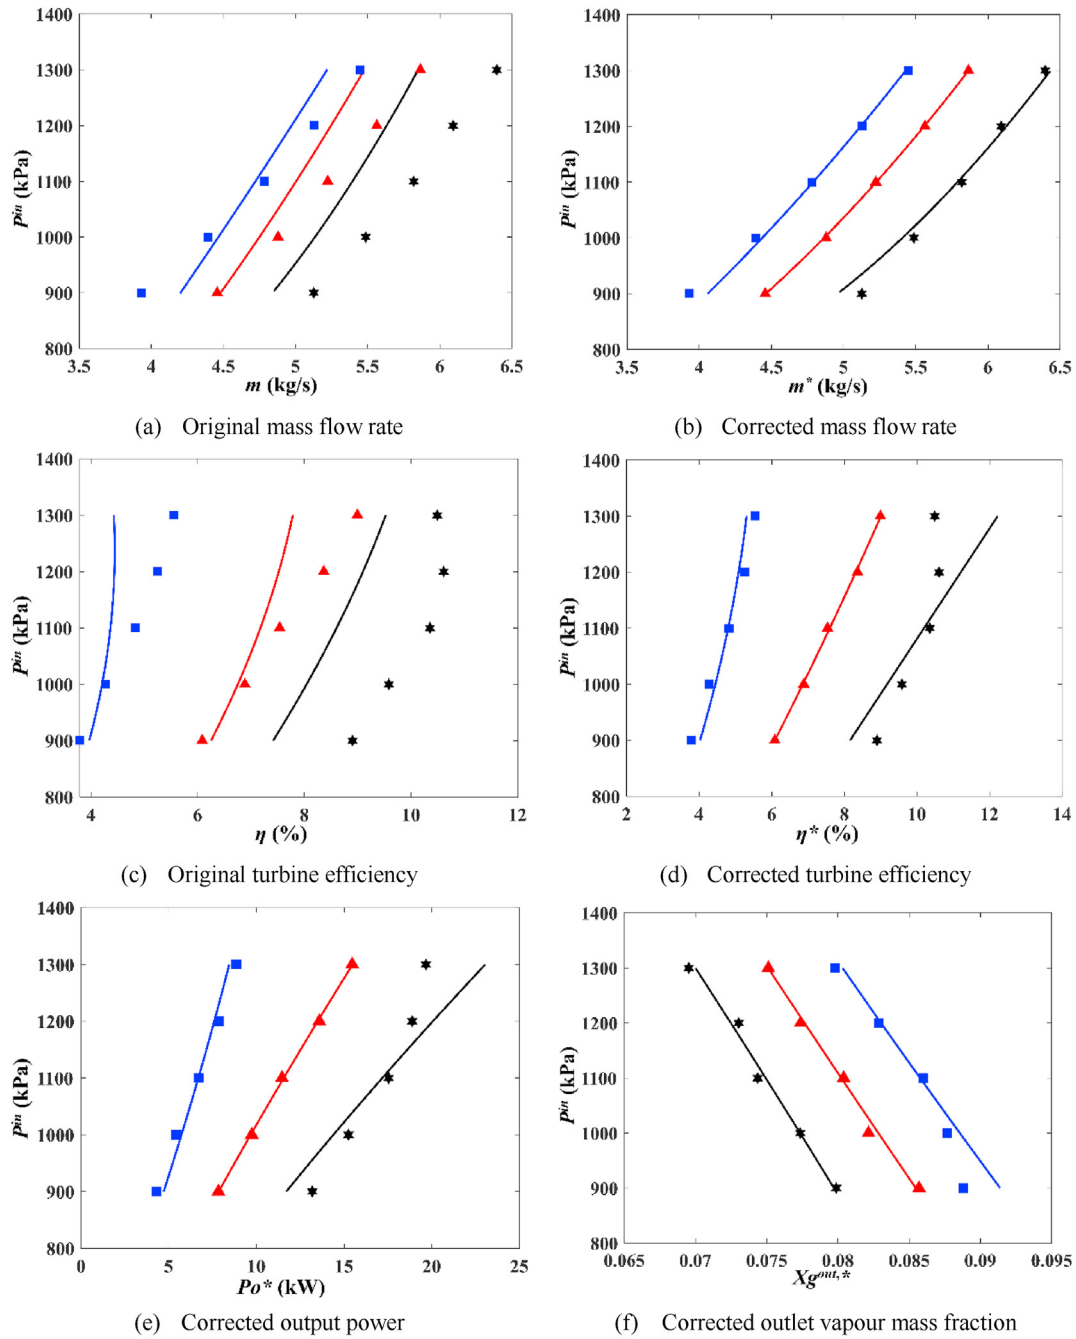 1400
1300
1200
1100
1000
900
800
P^in (kPa)
3.5 4 4.5 5 5.5 6 6.5
m (kg/s)
(a) Original mass flow rate
1400
1300
1200
1100
1000
900
800
P^in (kPa)
3.5 4 4.5 5 5.5 6 6.5
m* (kg/s)
(b) Corrected mass flow rate
1400
1300
1200
1100
1000
900
800
P^in (kPa)
4 6 8 10 12
η (%)
(c) Original turbine efficiency
1400
1300
1200
1100
1000
900
800
P^in (kPa)
2 4 6 8 10 12 14
η* (%)
(d) Corrected turbine efficiency
1400
1300
1200
1100
1000
900
800
P^in (kPa)
0 5 10 15 20 25
Po* (kW)
(e) Corrected output power
1400
1300
1200
1100
1000
900
800
P^in (kPa)
0.065 0.07 0.075 0.08 0.085 0.09 0.095
Xg^out,*
(f) Corrected outlet vapour mass fraction